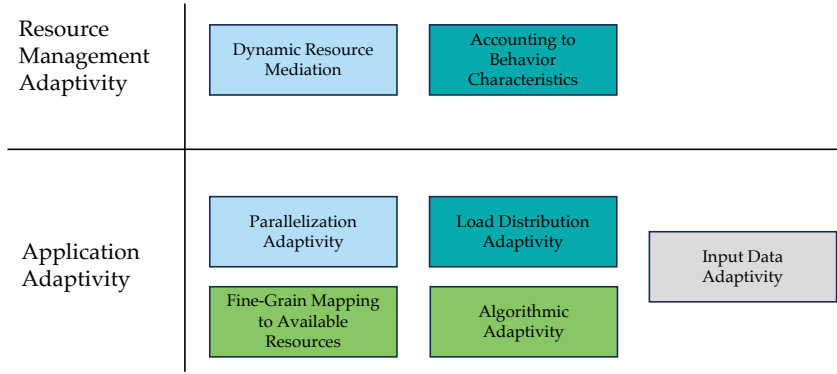 Resource
Management
Adaptivity
Dynamic Resource
Mediation
Accounting to
Behavior
Characteristics
Application
Adaptivity
Parallelization
Adaptivity
Load Distribution
Adaptivity
Input Data
Adaptivity
Fine-Grain Mapping
to Available
Resources
Algorithmic
Adaptivity